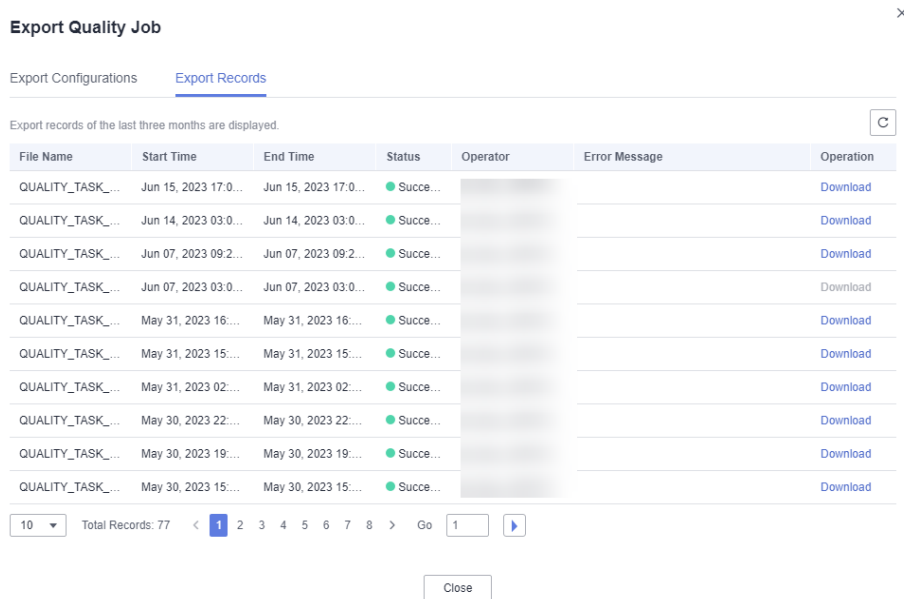 Export Quality Job
Export Configurations Export Records
Export records of the last three months are displayed.
File Name Start Time End Time Status Operator Error Message Operation
QUALITY_TASK_... Jun 15, 2023 17:0... Jun 15, 2023 17:0... Succe... Download
QUALITY_TASK_... Jun 14, 2023 03:0... Jun 14, 2023 03:0... Succe... Download
QUALITY_TASK_... Jun 07, 2023 09:2... Jun 07, 2023 09:2... Succe... Download
QUALITY_TASK_... Jun 07, 2023 03:0... Jun 07, 2023 03:0... Succe... Download
QUALITY_TASK_... May 31, 2023 16:... May 31, 2023 16:... Succe... Download
QUALITY_TASK_... May 31, 2023 15:... May 31, 2023 15:... Succe... Download
QUALITY_TASK_... May 31, 2023 02:... May 31, 2023 02:... Succe... Download
QUALITY_TASK_... May 30, 2023 22:... May 30, 2023 22:... Succe... Download
QUALITY_TASK_... May 30, 2023 19:... May 30, 2023 19:... Succe... Download
QUALITY_TASK_... May 30, 2023 15:... May 30, 2023 15:... Succe... Download
10 Total Records: 77 < 1 2 3 4 5 6 7 8 > Go 1
Close